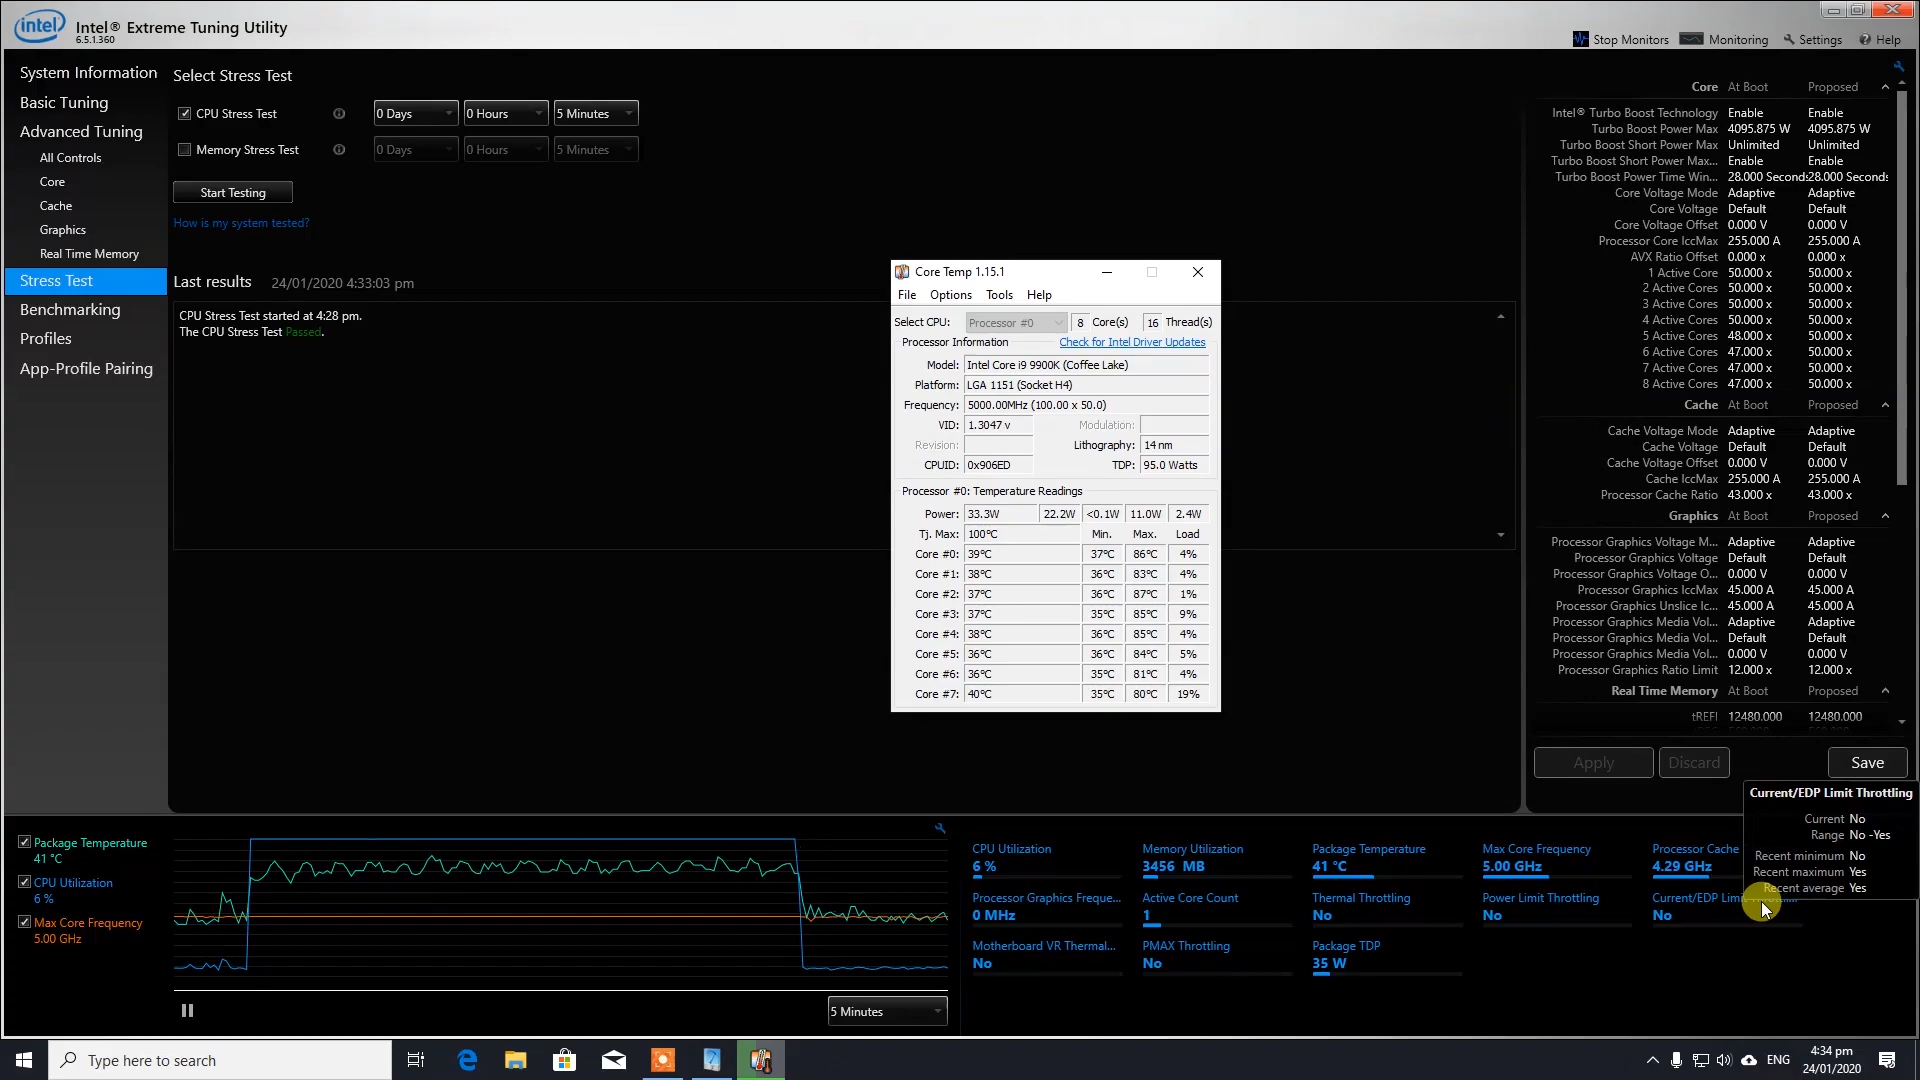 intel
Intel® Extreme Tuning Utility
6.5.1.360
Stop Monitors
Monitoring
Settings
Help
System Information
Basic Tuning
Advanced Tuning
All Controls
Core
Cache
Graphics
Real Time Memory
Stress Test
Benchmarking
Profiles
App-Profile Pairing
Select Stress Test
CPU Stress Test 0 Days 0 Hours 5 Minutes
Memory Stress Test 0 Days 0 Hours 5 Minutes
Start Testing
How is my system tested?
Last results 24/01/2020 4:33:03 pm
CPU Stress Test started at 4:28 pm.
The CPU Stress Test Passed.
Core Temp 1.15.1
File Options Tools Help
Select CPU: Processor #0 8 Core(s) 16 Thread(s)
Processor Information Check for Intel Driver Updates
Model: Intel Core i9 9900K (Coffee Lake)
Platform: LGA 1151 (Socket H4)
Frequency: 5000.00MHz (100.00 x 50.0)
VID: 1.3047 v Modulation:
Revision: Lithography: 14 nm
CPUID: 0x906ED TDP: 95.0 Watts
Processor #0: Temperature Readings
Power: 33.3W 22.2W <0.1W 11.0W 2.4W
Tj. Max: 100°C Min. Max. Load
Core #0: 39°C 37°C 86°C 4%
Core #1: 38°C 36°C 83°C 4%
Core #2: 37°C 36°C 87°C 1%
Core #3: 37°C 35°C 85°C 9%
Core #4: 38°C 36°C 85°C 4%
Core #5: 36°C 36°C 84°C 5%
Core #6: 36°C 35°C 81°C 4%
Core #7: 40°C 35°C 80°C 19%
Core At Boot Proposed
Intel® Turbo Boost Technology Enable Enable
Turbo Boost Power Max 4095.875 W 4095.875 W
Turbo Boost Short Power Max Unlimited Unlimited
Turbo Boost Short Power Max... Enable Enable
Turbo Boost Power Time Win... 28.000 Seconds 28.000 Seconds
Core Voltage Mode Adaptive Adaptive
Core Voltage Default Default
Core Voltage Offset 0.000 V 0.000 V
Processor Core IccMax 255.000 A 255.000 A
AVX Ratio Offset 0.000 x 0.000 x
1 Active Core 50.000 x 50.000 x
2 Active Cores 50.000 x 50.000 x
3 Active Cores 50.000 x 50.000 x
4 Active Cores 50.000 x 50.000 x
5 Active Cores 48.000 x 50.000 x
6 Active Cores 47.000 x 50.000 x
7 Active Cores 47.000 x 50.000 x
8 Active Cores 47.000 x 50.000 x
Cache At Boot Proposed
Cache Voltage Mode Adaptive Adaptive
Cache Voltage Default Default
Cache Voltage Offset 0.000 V 0.000 V
Cache IccMax 255.000 A 255.000 A
Processor Cache Ratio 43.000 x 43.000 x
Graphics At Boot Proposed
Processor Graphics Voltage M... Adaptive Adaptive
Processor Graphics Voltage Default Default
Processor Graphics Voltage O... 0.000 V 0.000 V
Processor Graphics IccMax 45.000 A 45.000 A
Processor Graphics Unslice Ic... 45.000 A 45.000 A
Processor Graphics Media Vol... Adaptive Adaptive
Processor Graphics Media Vol... Default Default
Processor Graphics Media Vol... 0.000 V 0.000 V
Processor Graphics Ratio Limit 12.000 x 12.000 x
Real Time Memory At Boot Proposed
tREFI 12480.000 12480.000
Apply Discard Save
Current/EDP Limit Throttling
Current No
Range No -Yes
Recent minimum No
Recent maximum Yes
Recent average Yes
Package Temperature
41 °C
CPU Utilization
6 %
Max Core Frequency
5.00 GHz
5 Minutes
CPU Utilization
6 %
Memory Utilization
3456 MB
Package Temperature
41 °C
Max Core Frequency
5.00 GHz
Processor Cache
4.29 GHz
Processor Graphics Freque...
0 MHz
Active Core Count
1
Thermal Throttling
No
Power Limit Throttling
No
Current/EDP Limi
No
Motherboard VR Thermal...
No
PMAX Throttling
No
Package TDP
35 W
Type here to search
ENG
4:34 pm
24/01/2020